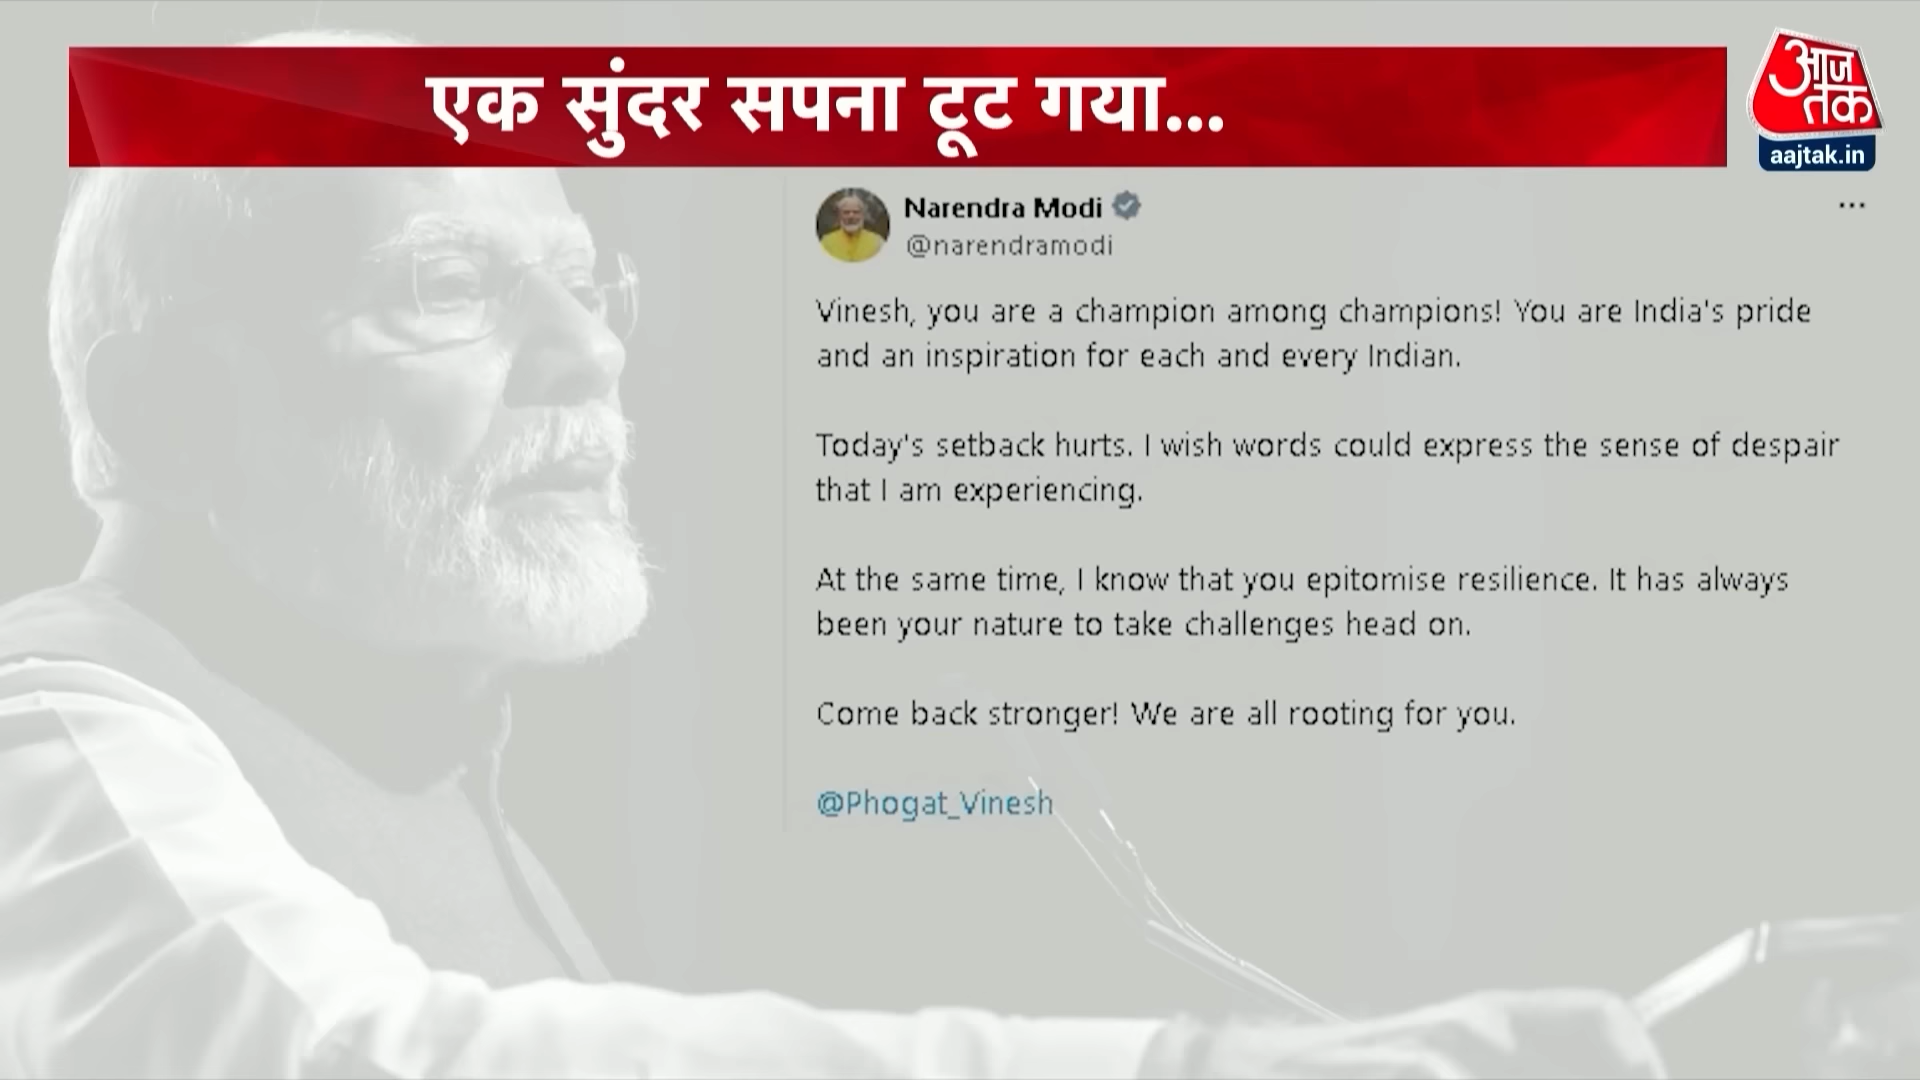 एक सुंदर सपना टूट गया...
आज
तक
aajtak.in
Narendra Modi
@narendramodi
Vinesh, you are a champion among champions! You are India's pride
and an inspiration for each and every Indian.
Today's setback hurts. I wish words could express the sense of despair
that I am experiencing.
At the same time, I know that you epitomise resilience. It has always
been your nature to take challenges head on.
Come back stronger! We are all rooting for you.
@Phogat_Vinesh